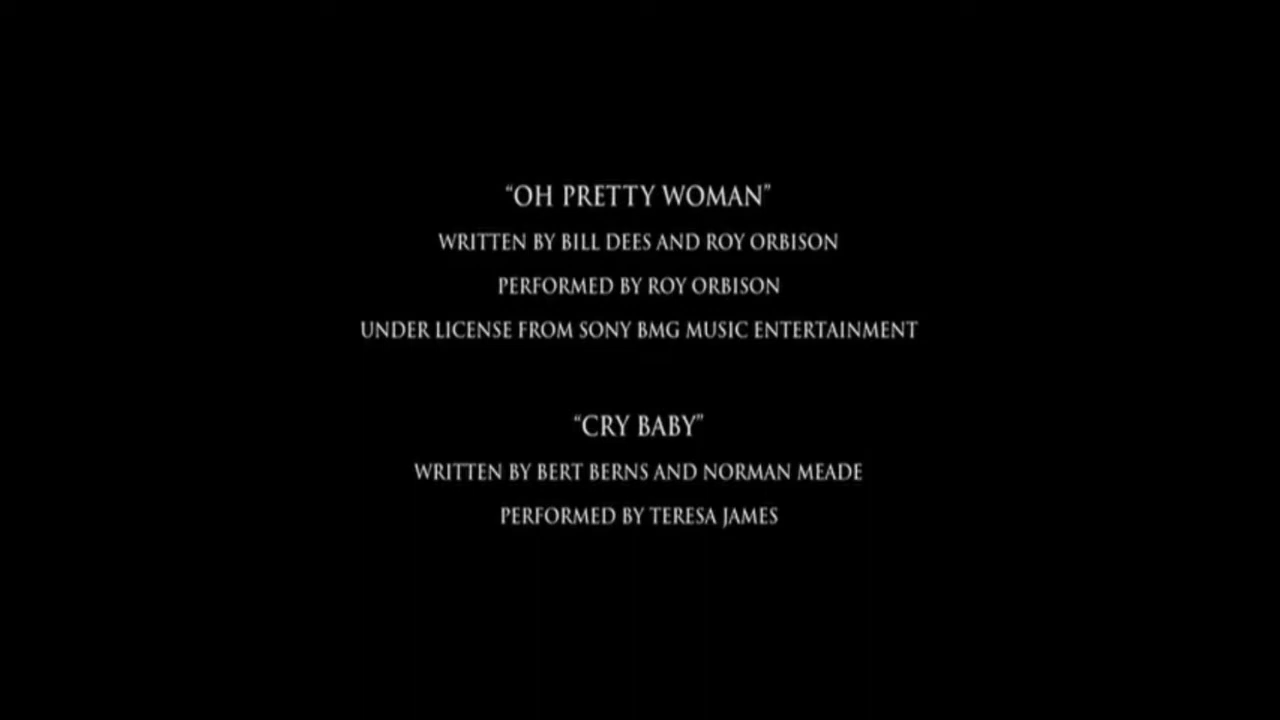 “OH PRETTY WOMAN”
WRITTEN BY BILL DEES AND ROY ORBISON
PERFORMED BY ROY ORBISON
UNDER LICENSE FROM SONY BMG MUSIC ENTERTAINMENT
“CRY BABY”
WRITTEN BY BERT BERNS AND NORMAN MEADE
PERFORMED BY TERESA JAMES